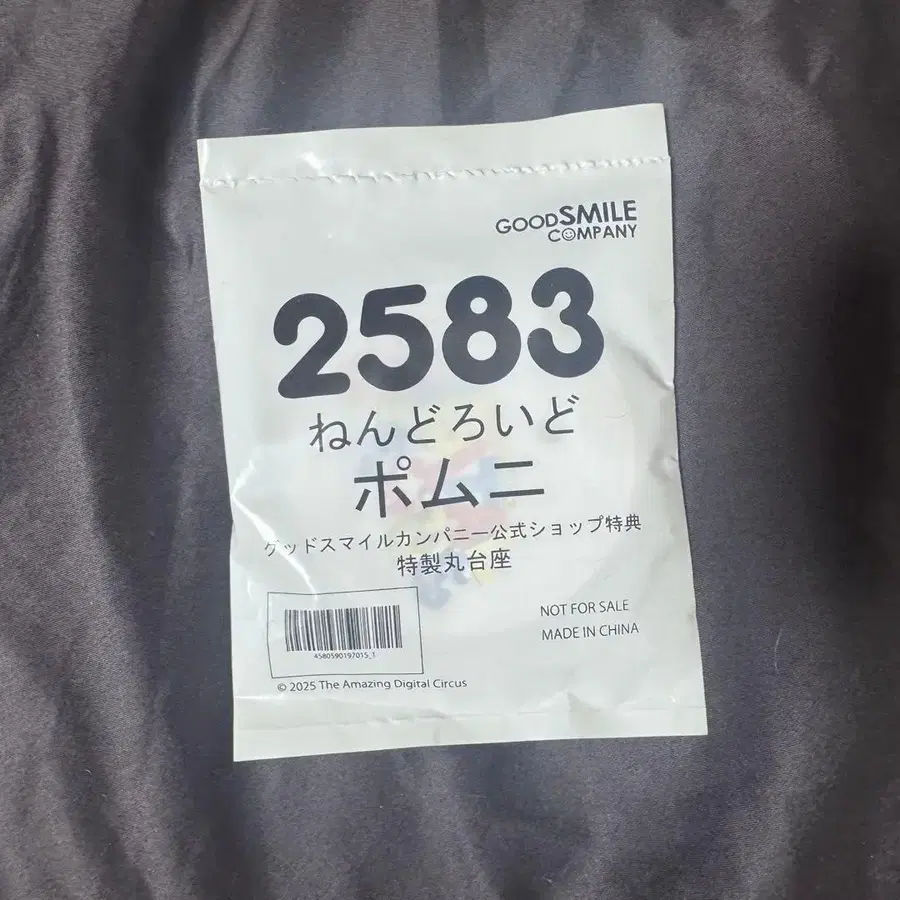 GOODSMILE
COMPANY
2583
ねんどろいど
ポムニ
グッドスマイルカンパニー公式ショップ特典
特製丸台座
NOT FOR SALE
MADE IN CHINA
4580590197015_1
© 2025 The Amazing Digital Circus